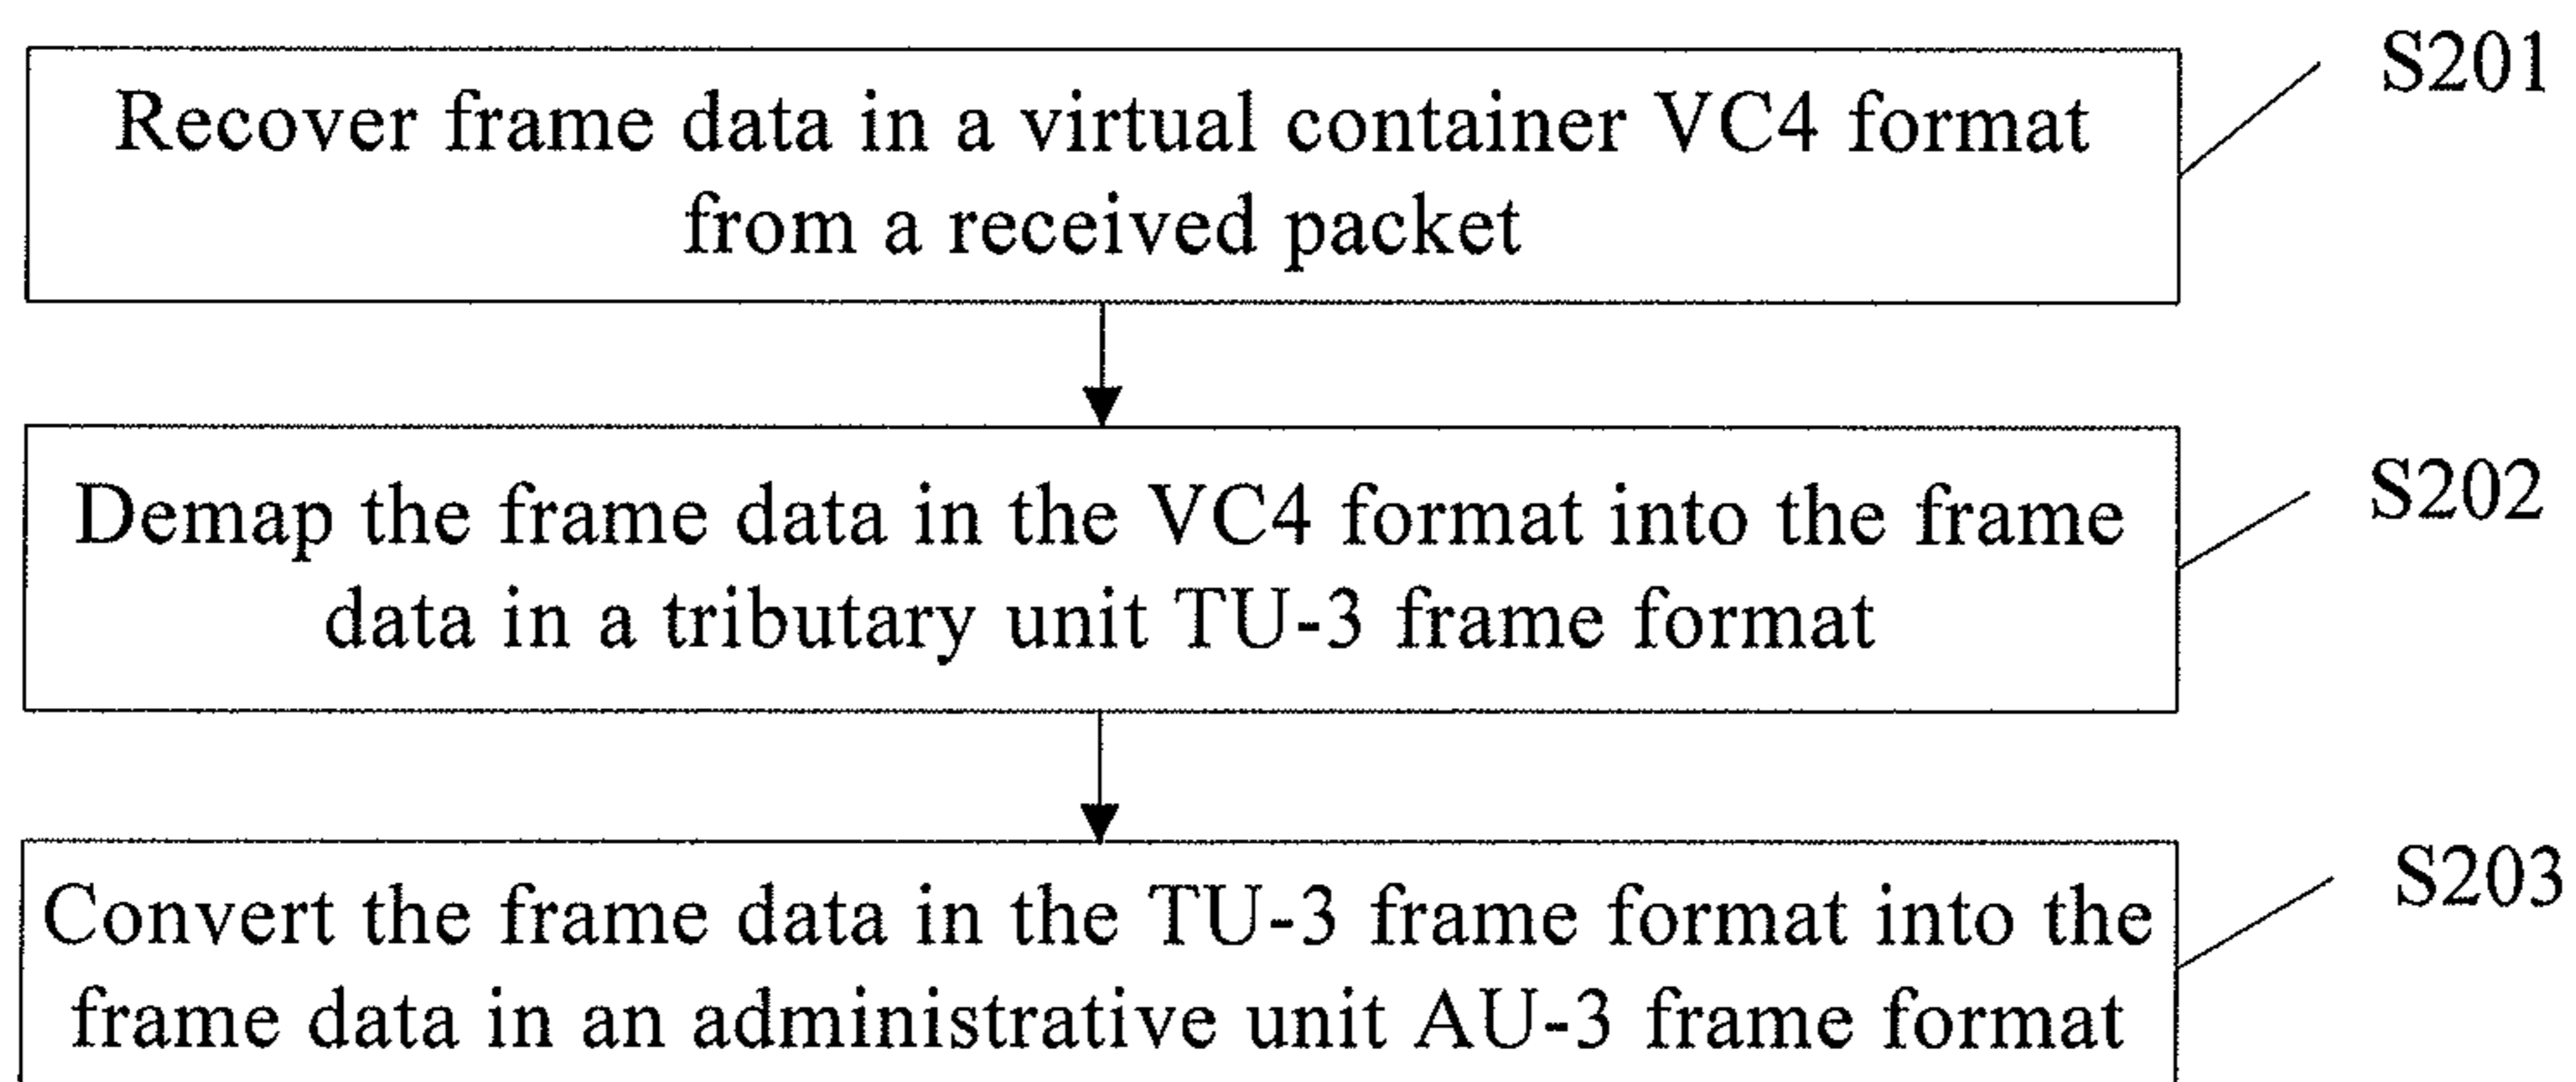 Recover frame data in a virtual container VC4 format
from a received packet
S201
Demap the frame data in the VC4 format into the frame
data in a tributary unit TU-3 frame format
S202
Convert the frame data in the TU-3 frame format into the
frame data in an administrative unit AU-3 frame format
S203